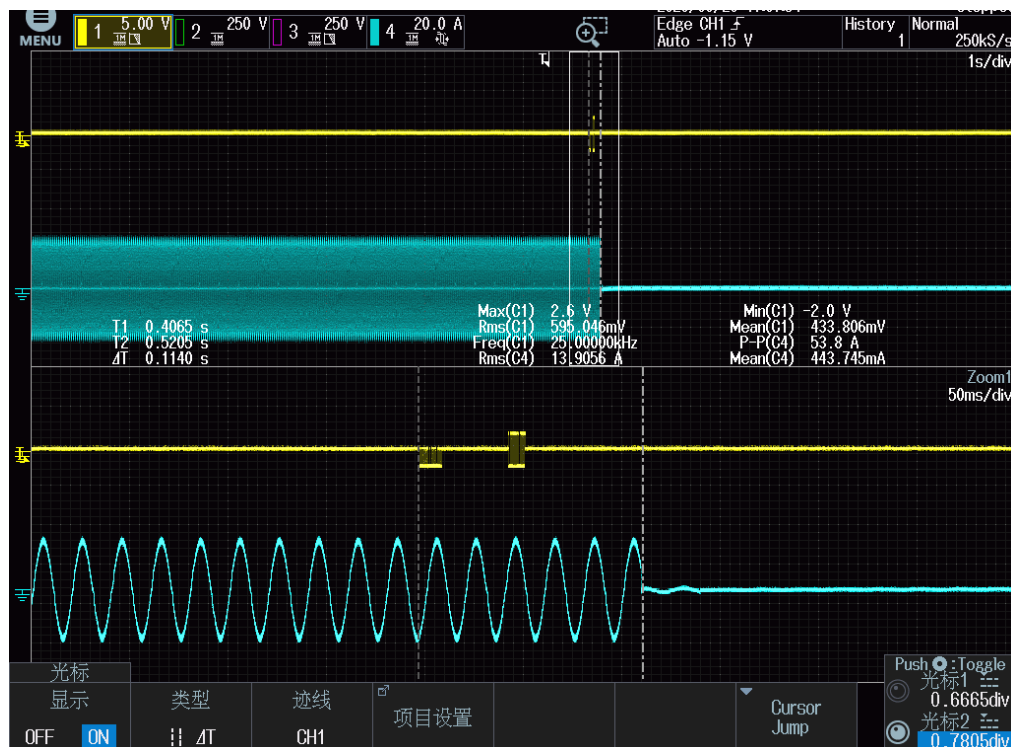 MENU
1 5.00 V
2 250 V
3 250 V
4 20.0 A
Edge CH1
Auto -1.15 V
History
1
Normal
250kS/s
1s/div
T
Max(C1) 2.6 V
Min(C1) -2.0 V
T1 0.4065 s
Rms(C1) 595.046mV
Mean(C1) 433.806mV
T2 0.5205 s
Freq(C1) 25.00000kHz
P-P(C4) 53.8 A
ΔT 0.1140 s
Rms(C4) 13.9056 A
Mean(C4) 443.745mA
Zoom1
50ms/div
光标
显示
OFF ON
类型
ΔT
迹线
CH1
项目设置
Cursor
Jump
Push :Toggle
光标1
0.6665div
光标2
0.7805div